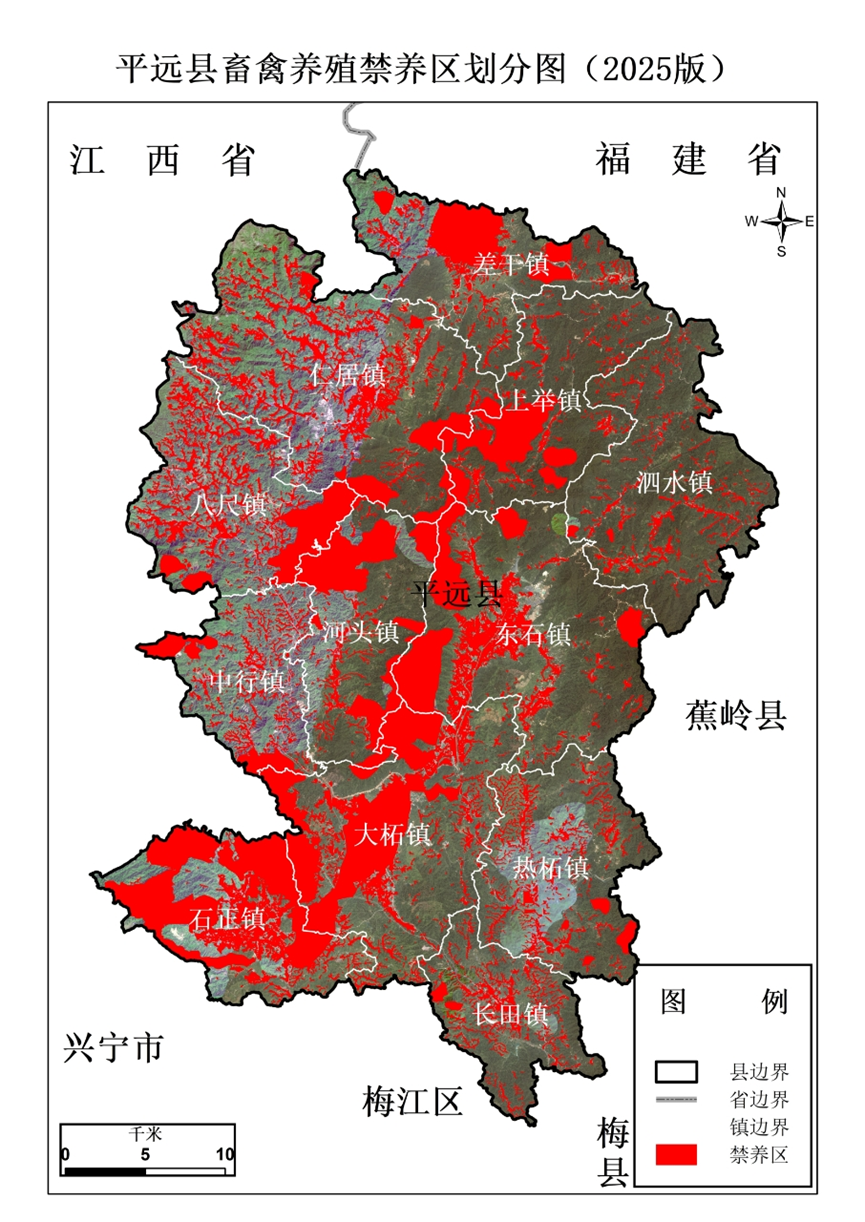 平远县畜禽养殖禁养区划分图（2025版）
江西省
福建省
N
W
E
S
差干镇
仁居镇
上举镇
泗水镇
八尺镇
平远县
河头镇
东石镇
中行镇
蕉岭县
大柘镇
热柘镇
石正镇
长田镇
兴宁市
梅江区
梅县
图例
县边界
省边界
镇边界
禁养区
千米
0 5 10